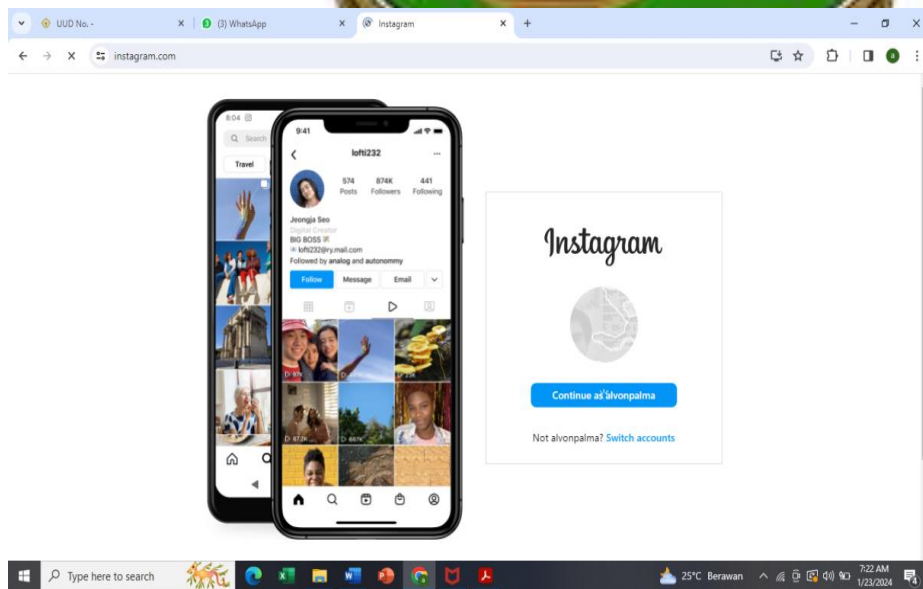 UUD No. -
(3) WhatsApp
Instagram
instagram.com
a
8:04
Search
Travel
9:41
lofti232
574 874K 441
Posts Followers Following
Jeongja Seo
Digital Creator
BIG BOSS
lofti232@ry.mail.com
Followed by analog and autonommy
Follow Message Email
Instagram
Continue as alvonpalma
Not alvonpalma? Switch accounts
Type here to search
25°C Berawan
7:22 AM
1/23/2024
4